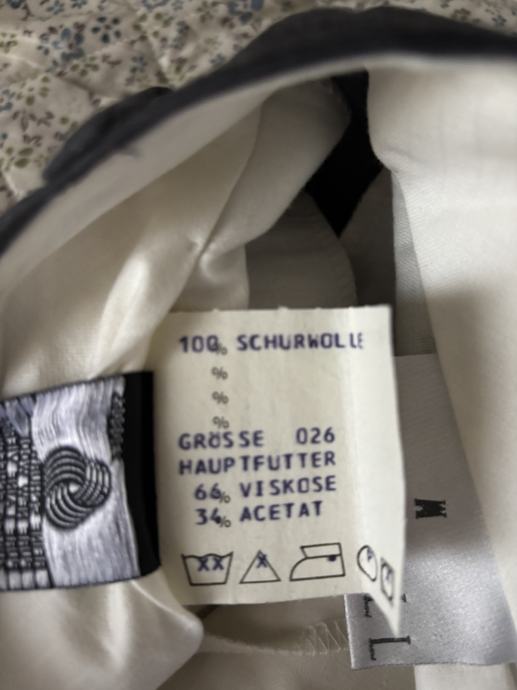 100% SCHURWOLLE
%
%
%
GRÖSSE 026
HAUPTFUTTER
66% VISKOSE
34% ACETAT